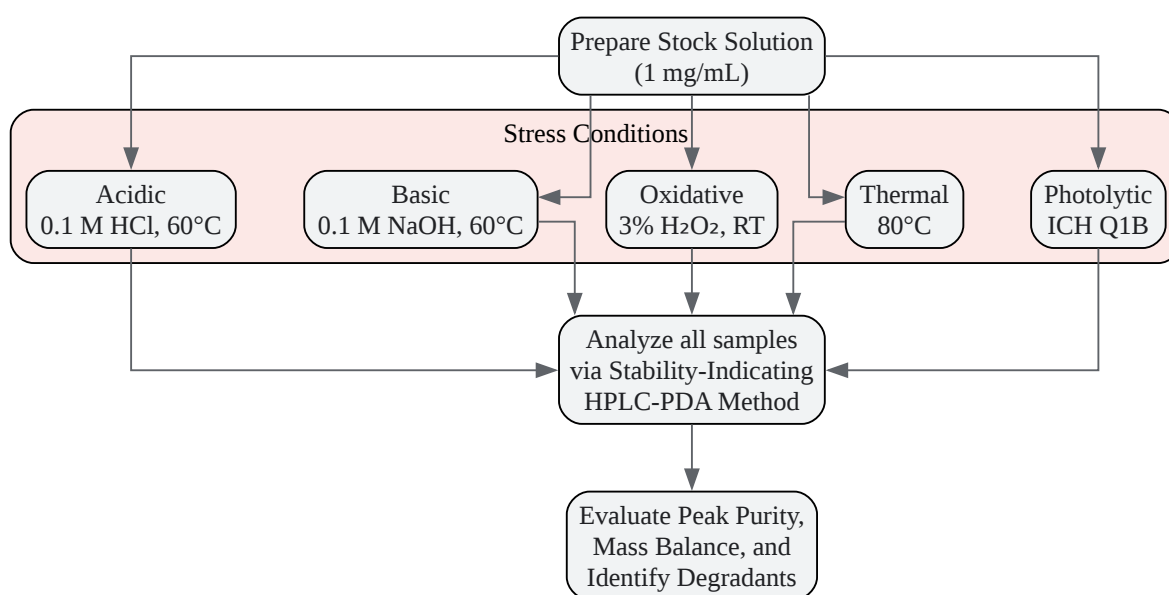 Prepare Stock Solution
(1 mg/mL)
Stress Conditions
Acidic
0.1 M HCl, 60°C
Basic
0.1 M NaOH, 60°C
Oxidative
3% H₂O₂, RT
Thermal
80°C
Photolytic
ICH Q1B
Analyze all samples
via Stability-Indicating
HPLC-PDA Method
Evaluate Peak Purity,
Mass Balance, and
Identify Degradants